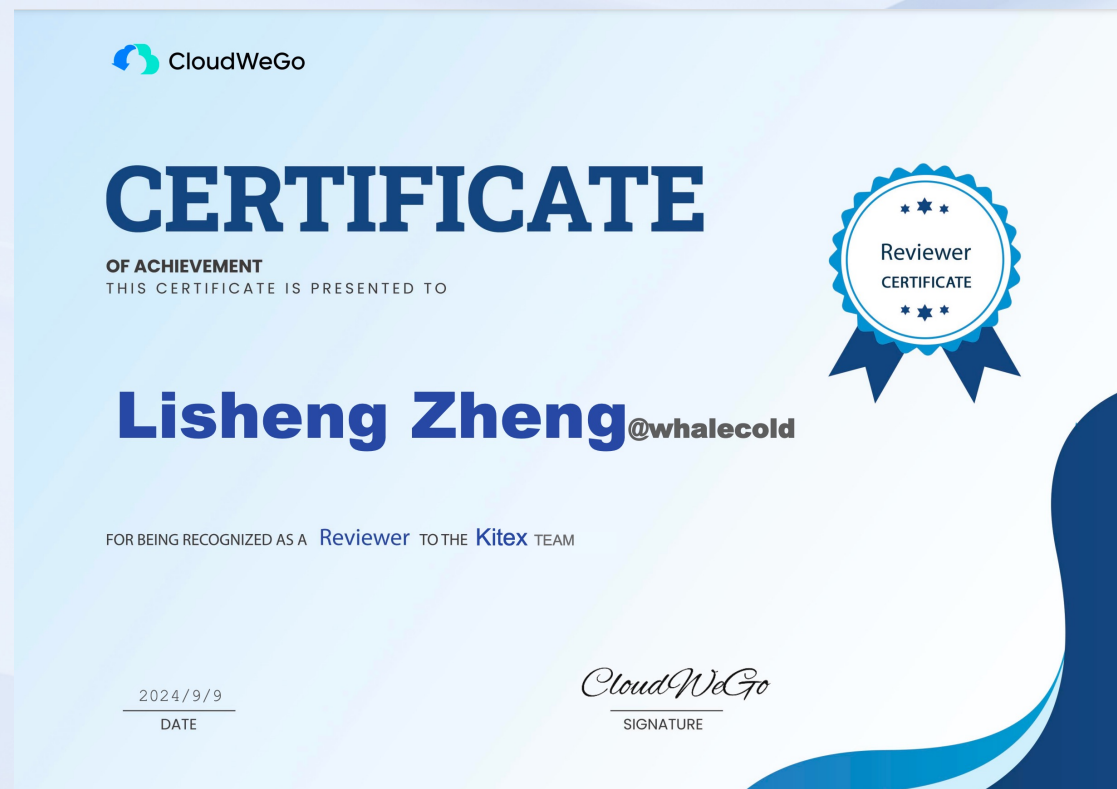 CloudWeGo
CERTIFICATE
OF ACHIEVEMENT
THIS CERTIFICATE IS PRESENTED TO
Reviewer
CERTIFICATE
Lisheng Zheng@whalecold
FOR BEING RECOGNIZED AS A Reviewer TO THE Kitex TEAM
2024/9/9
DATE
CloudWeGo
SIGNATURE